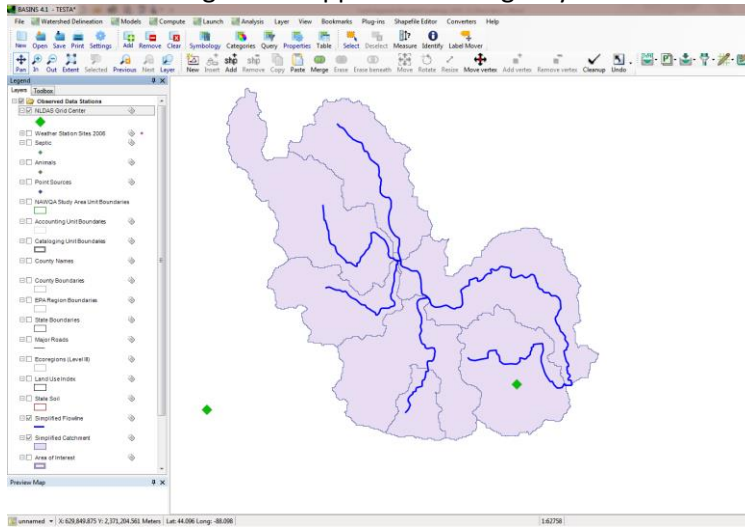 BASINS 4.1 - TESTA*
File Watershed Delineation Models Compute Launch Analysis Layer View Bookmarks Plug-ins Shapefile Editor Converters Help
New Open Save Print Settings Add Remove Clear Symbology Categories Query Properties Table Select Deselect Measure Identify Label Mover
Pan In Out Extent Selected Previous Next Layer New Insert Add Remove Copy Paste Merge Erase Erase beneath Move Rotate Resize Move vertex Add vertex Remove vertex Cleanup Undo
Legend
Layers Toolbox
Observed Data Stations
NLDAS Grid Center
Weather Station Sites 2006
Septic
Animals
Point Sources
NAWQA Study Area Unit Boundaries
Accounting Unit Boundaries
Cataloging Unit Boundaries
County Names
County Boundaries
EPA Region Boundaries
State Boundaries
Major Roads
Ecoregions (Level III)
Land Use Index
State Soil
Simplified Flowline
Simplified Catchment
Area of Interest
Preview Map
unnamed X: 629,849.875 Y: 2,371,204.561 Meters Lat: 44.096 Long: -88.098 1:62758